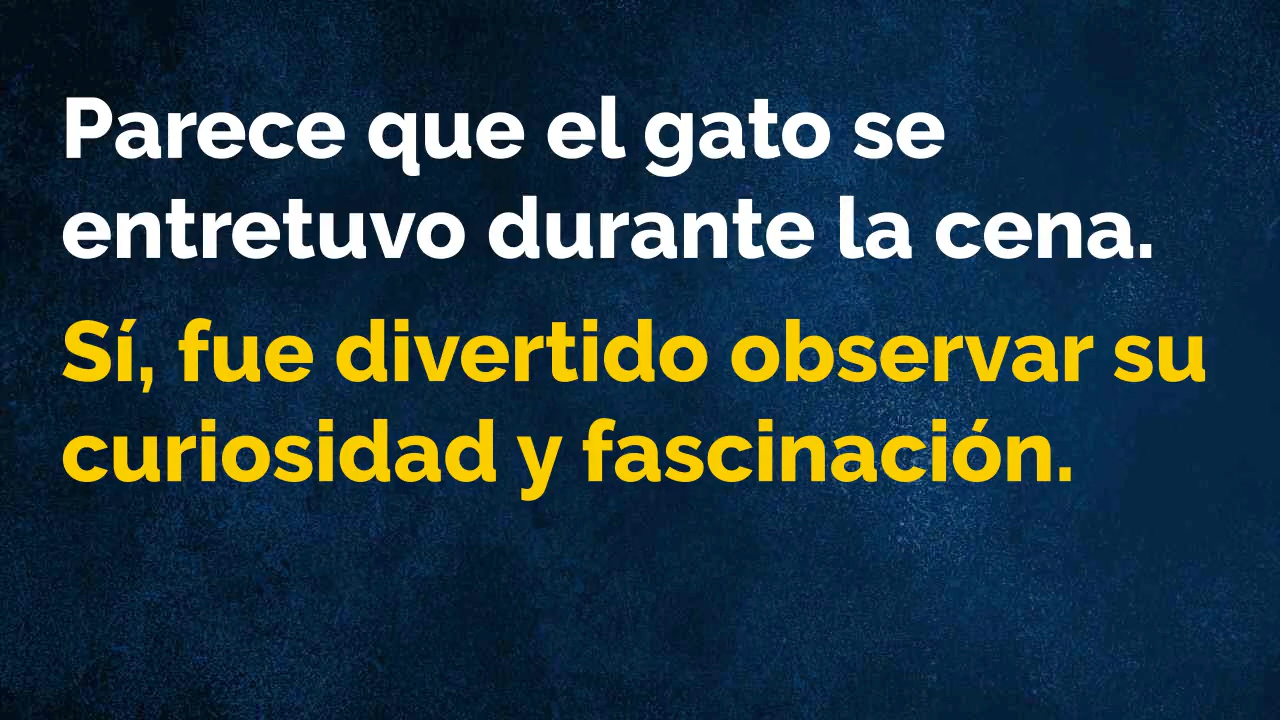 Parece que el gato se
entretuvo durante la cena.
Sí, fue divertido observar su
curiosidad y fascinación.